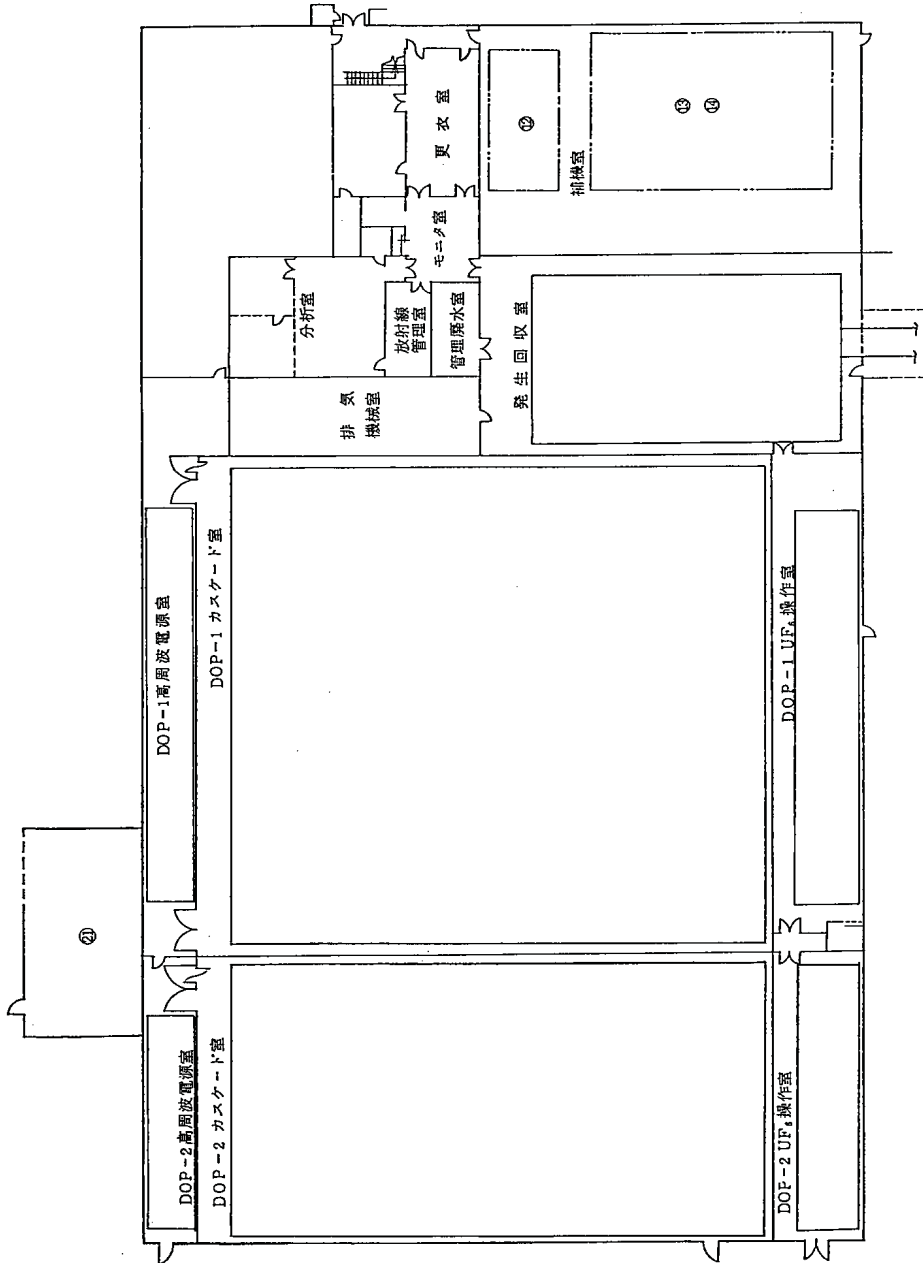 DOP-2高周波電源室
DOP-2 カスケード室
DOP-2 UF₆操作室
㉑
DOP-1高周波電源室
DOP-1 カスケード室
DOP-1 UF₆操作室
排気
機械室
分析室
放射線
管理室
管理廃水室
モニタ室
更衣室
発生回収室
補機室
⑫
⑬
⑭